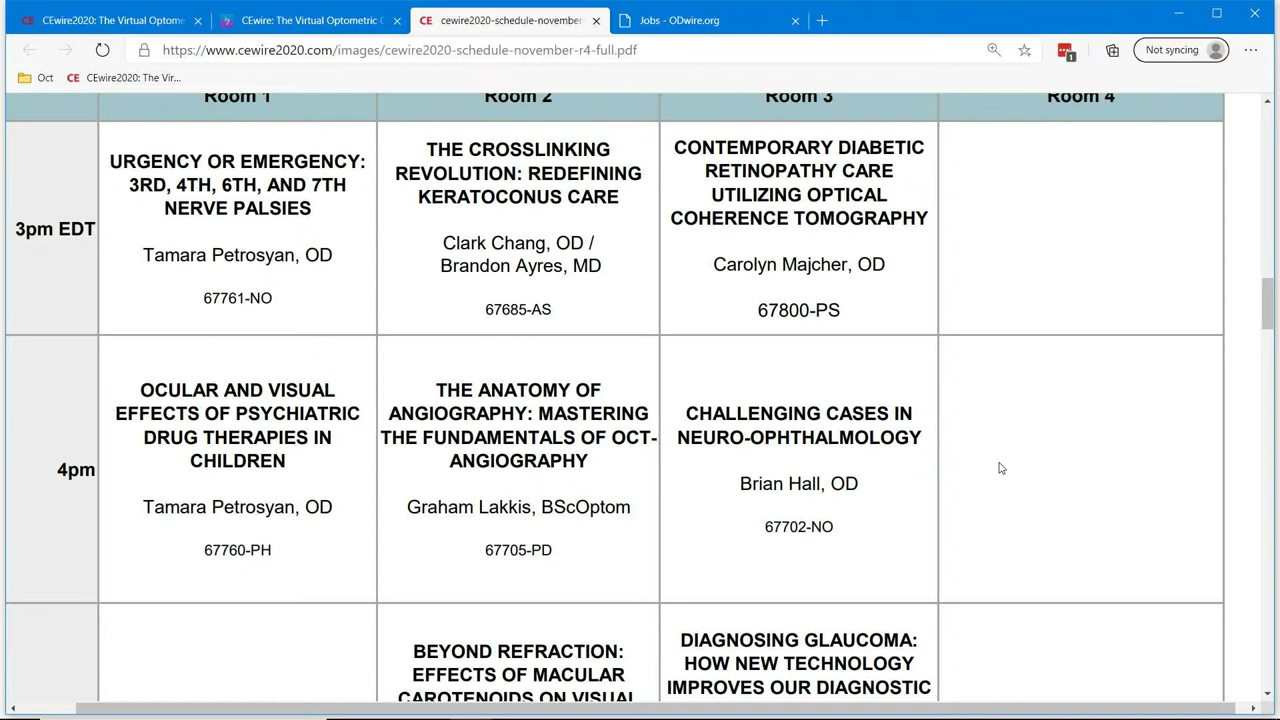 CEwire2020: The Virtual Optome
CEwire: The Virtual Optometric C
cewire2020-schedule-november-
Jobs - ODwire.org
https://www.cewire2020.com/images/cewire2020-schedule-november-r4-full.pdf
1
Not syncing
Oct
CEwire2020: The Vir...
Room 1
Room 2
Room 3
Room 4
3pm EDT
URGENCY OR EMERGENCY:
3RD, 4TH, 6TH, AND 7TH
NERVE PALSIES
Tamara Petrosyan, OD
67761-NO
THE CROSSLINKING
REVOLUTION: REDEFINING
KERATOCONUS CARE
Clark Chang, OD /
Brandon Ayres, MD
67685-AS
CONTEMPORARY DIABETIC
RETINOPATHY CARE
UTILIZING OPTICAL
COHERENCE TOMOGRAPHY
Carolyn Majcher, OD
67800-PS
4pm
OCULAR AND VISUAL
EFFECTS OF PSYCHIATRIC
DRUG THERAPIES IN
CHILDREN
Tamara Petrosyan, OD
67760-PH
THE ANATOMY OF
ANGIOGRAPHY: MASTERING
THE FUNDAMENTALS OF OCT-
ANGIOGRAPHY
Graham Lakkis, BScOptom
67705-PD
CHALLENGING CASES IN
NEURO-OPHTHALMOLOGY
Brian Hall, OD
67702-NO
BEYOND REFRACTION:
EFFECTS OF MACULAR
CAROTENOIDS ON VISUAL
DIAGNOSING GLAUCOMA:
HOW NEW TECHNOLOGY
IMPROVES OUR DIAGNOSTIC